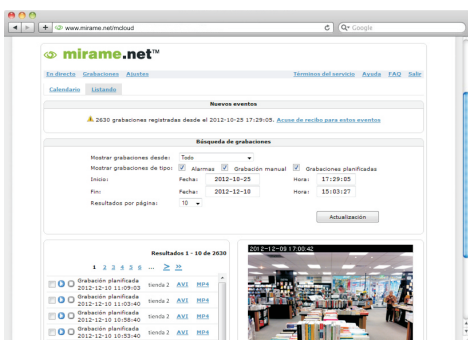 www.mirame.net/mcloud
Google
mirame.net™
En directo Grabaciones Ajustes
Términos del servicio Ayuda FAQ Salir
Calendario Listando
Nuevos eventos
2630 grabaciones registradas desde el 2012-10-25 17:29:05. Acuse de recibo para estos eventos
Búsqueda de grabaciones
Mostrar grabaciones desde: Todo
Mostrar grabaciones de tipo: Alarmas Grabación manual Grabaciones planificadas
Inicio: Fecha: 2012-10-25 Hora: 17:29:05
Fin: Fecha: 2012-12-10 Hora: 15:03:27
Resultados por página: 10
Actualización
Resultados 1 - 10 de 2630
1 2 3 4 5 6 ... > >>
Grabación planificada
2012-12-10 11:09:03 tienda 2 AVI MP4
Grabación planificada
2012-12-10 11:03:40 tienda 2 AVI MP4
Grabación planificada
2012-12-10 10:58:40 tienda 2 AVI MP4
Grabación planificada
2012-12-10 10:53:40 tienda 2 AVI MP4
2012-12-09 17:00:42